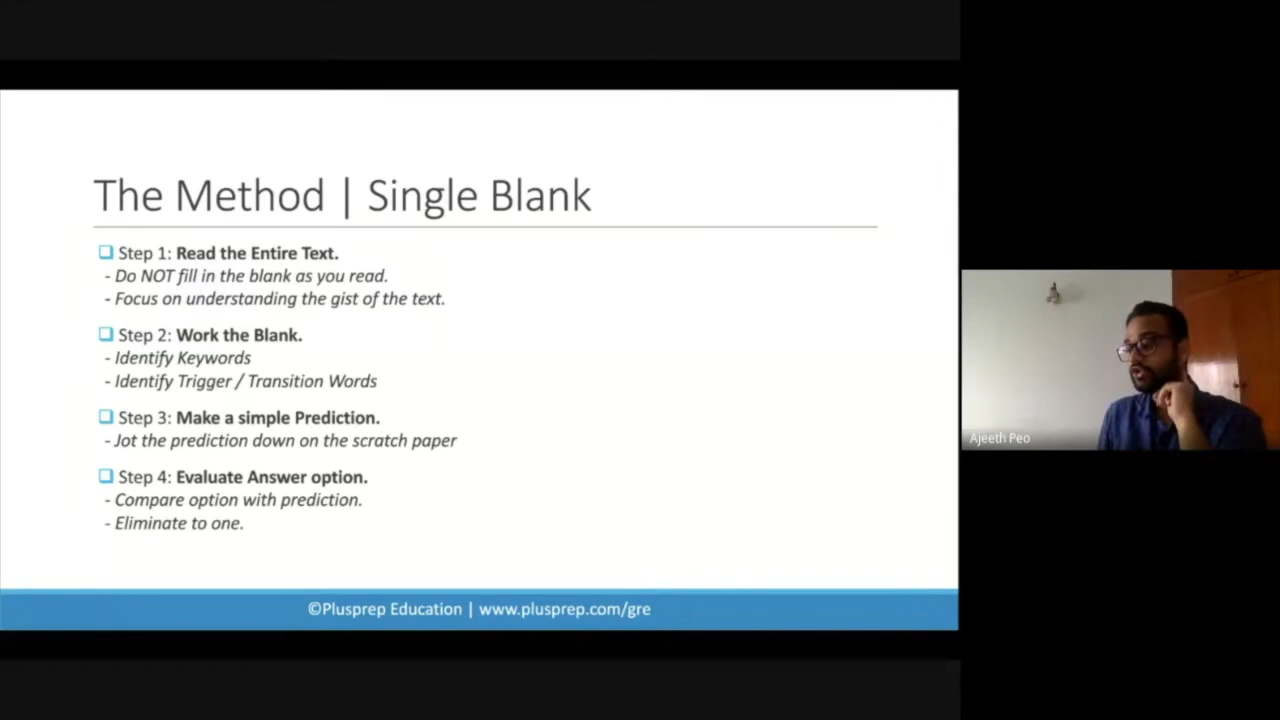 The Method | Single Blank
Step 1: Read the Entire Text.
- Do NOT fill in the blank as you read.
- Focus on understanding the gist of the text.
Step 2: Work the Blank.
- Identify Keywords
- Identify Trigger / Transition Words
Step 3: Make a simple Prediction.
- Jot the prediction down on the scratch paper
Step 4: Evaluate Answer option.
- Compare option with prediction.
- Eliminate to one.
©Plusprep Education | www.plusprep.com/gre
Ajeeth Peo